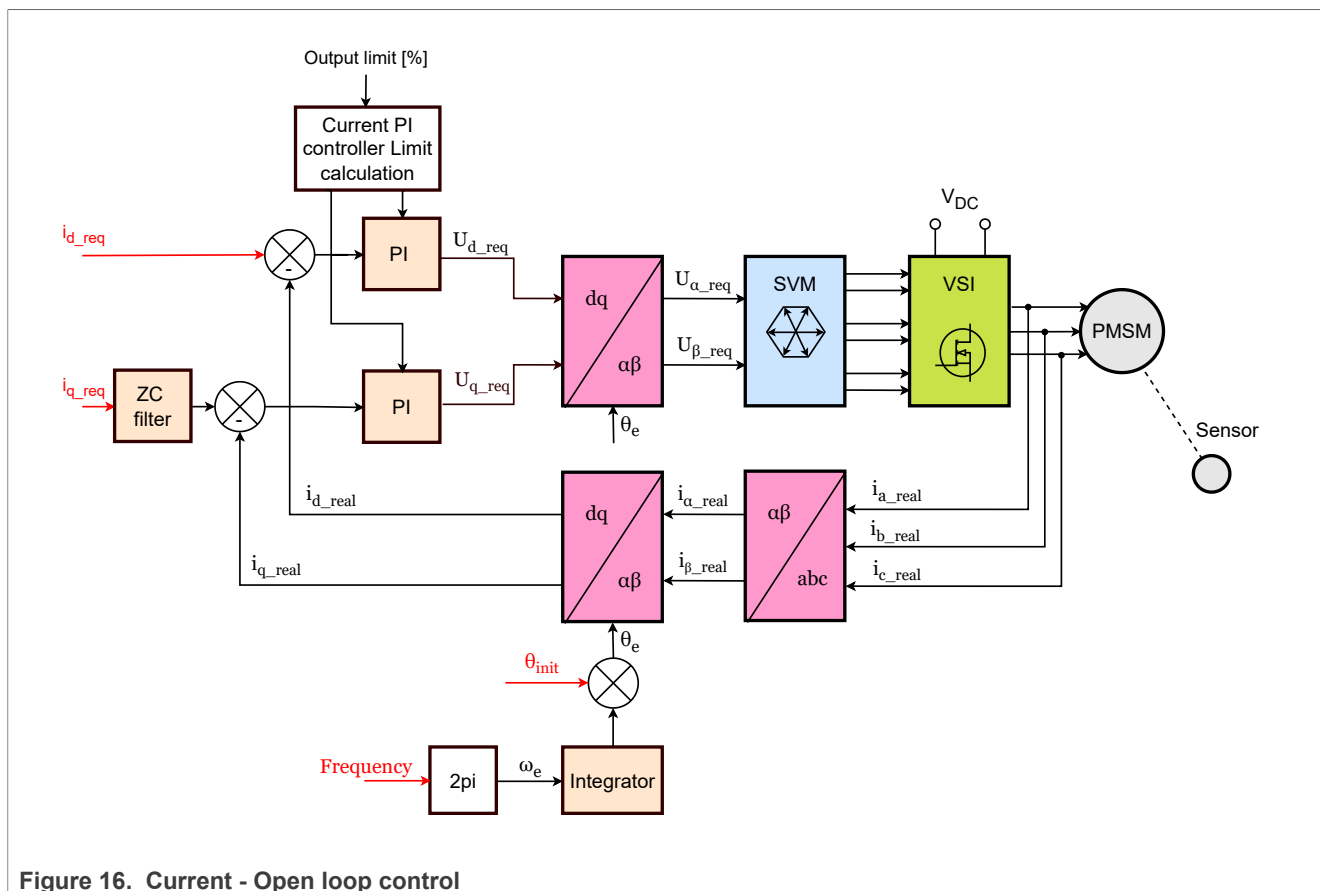 Output limit [%]
Current PI
controller Limit
calculation
V_DC
i_d_req
-
PI
U_d_req
dq
αβ
U_α_req
U_β_req
SVM
VSI
PMSM
i_q_req
ZC
filter
-
PI
U_q_req
θ_e
Sensor
i_d_real
i_q_real
dq
αβ
i_α_real
i_β_real
αβ
abc
i_a_real
i_b_real
i_c_real
θ_e
θ_init
Frequency
2pi
ω_e
Integrator
Figure 16. Current - Open loop control